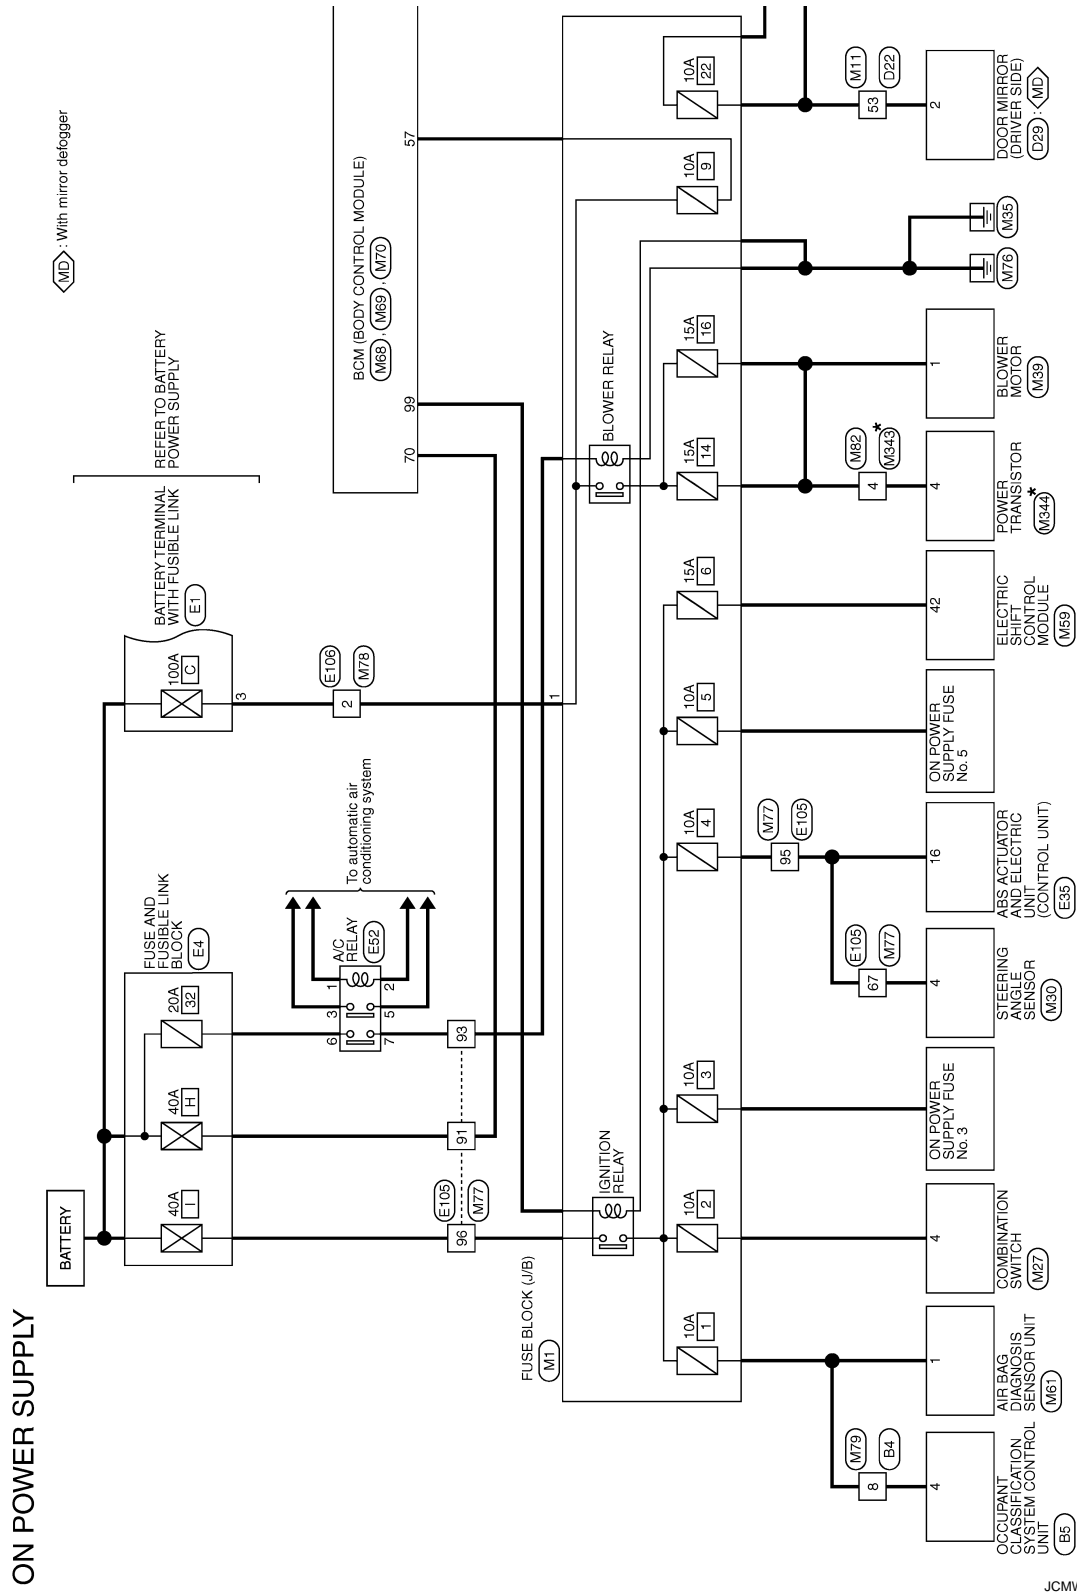 ON POWER SUPPLY
MD : With mirror defogger
BATTERY
REFER TO BATTERY
POWER SUPPLY
BATTERY TERMINAL
WITH FUSIBLE LINK
E1
100A
C
3
FUSE AND
FUSIBLE LINK
BLOCK
E4
40A
I
40A
H
20A
32
To automatic air
conditioning system
A/C
RELAY
E52
1
2
3
5
6
7
E106
2
M78
BCM (BODY CONTROL MODULE)
M68 , M69 , M70
70
99
57
E105
M77
96
91
93
FUSE BLOCK (J/B)
M1
1
IGNITION
RELAY
BLOWER RELAY
10A
1
10A
2
10A
3
10A
4
10A
5
15A
6
15A
14
15A
16
10A
9
10A
22
M79
8
B4
E105
67
M77
M77
95
E105
M82
4
M343
*
M11
53
D22
4
OCCUPANT
CLASSIFICATION
SYSTEM CONTROL
UNIT
B5
1
AIR BAG
DIAGNOSIS
SENSOR UNIT
M61
4
COMBINATION
SWITCH
M27
ON POWER
SUPPLY FUSE
No. 3
4
STEERING
ANGLE
SENSOR
M30
16
ABS ACTUATOR
AND ELECTRIC
UNIT
(CONTROL UNIT)
E35
ON POWER
SUPPLY FUSE
No. 5
42
ELECTRIC
SHIFT
CONTROL
MODULE
M59
4
POWER
TRANSISTOR
M344
*
1
BLOWER
MOTOR
M39
M76
M35
2
DOOR MIRROR
(DRIVER SIDE)
D29 : MD